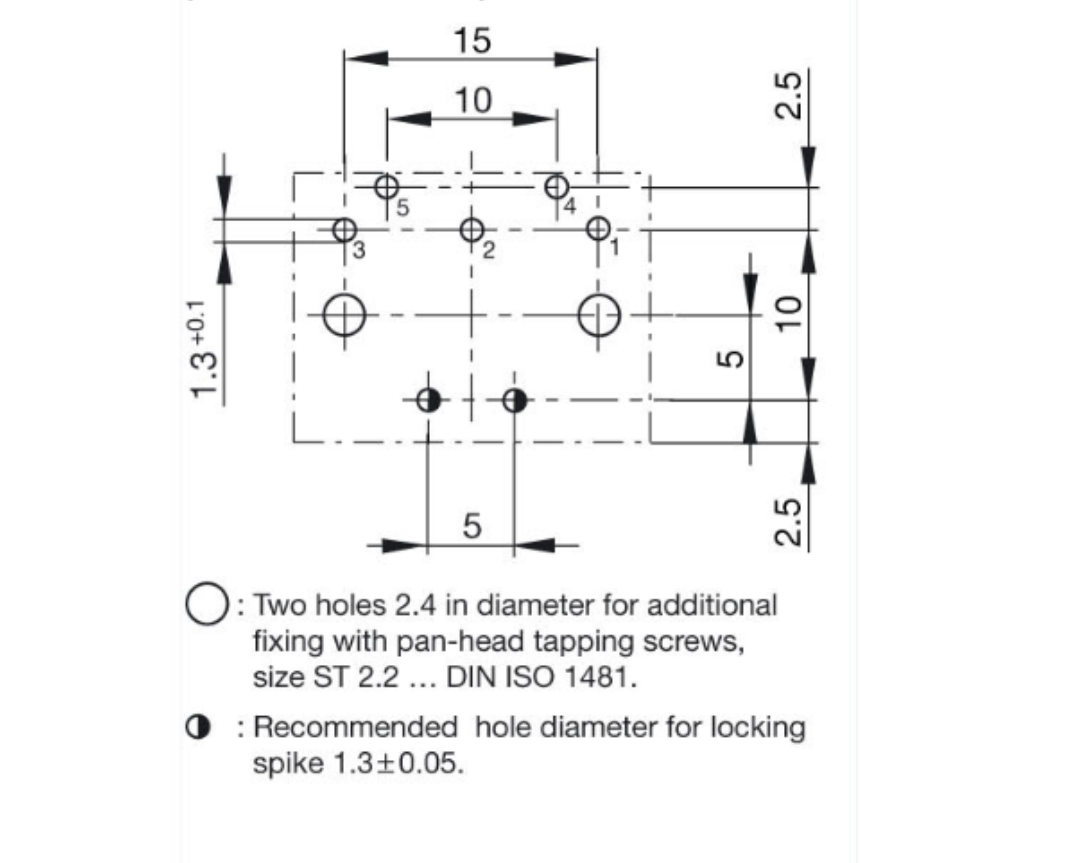 15
10
2.5
5
4
3
2
1
1.3 +0.1
10
5
5
2.5
: Two holes 2.4 in diameter for additional
fixing with pan-head tapping screws,
size ST 2.2 ... DIN ISO 1481.
: Recommended hole diameter for locking
spike 1.3±0.05.